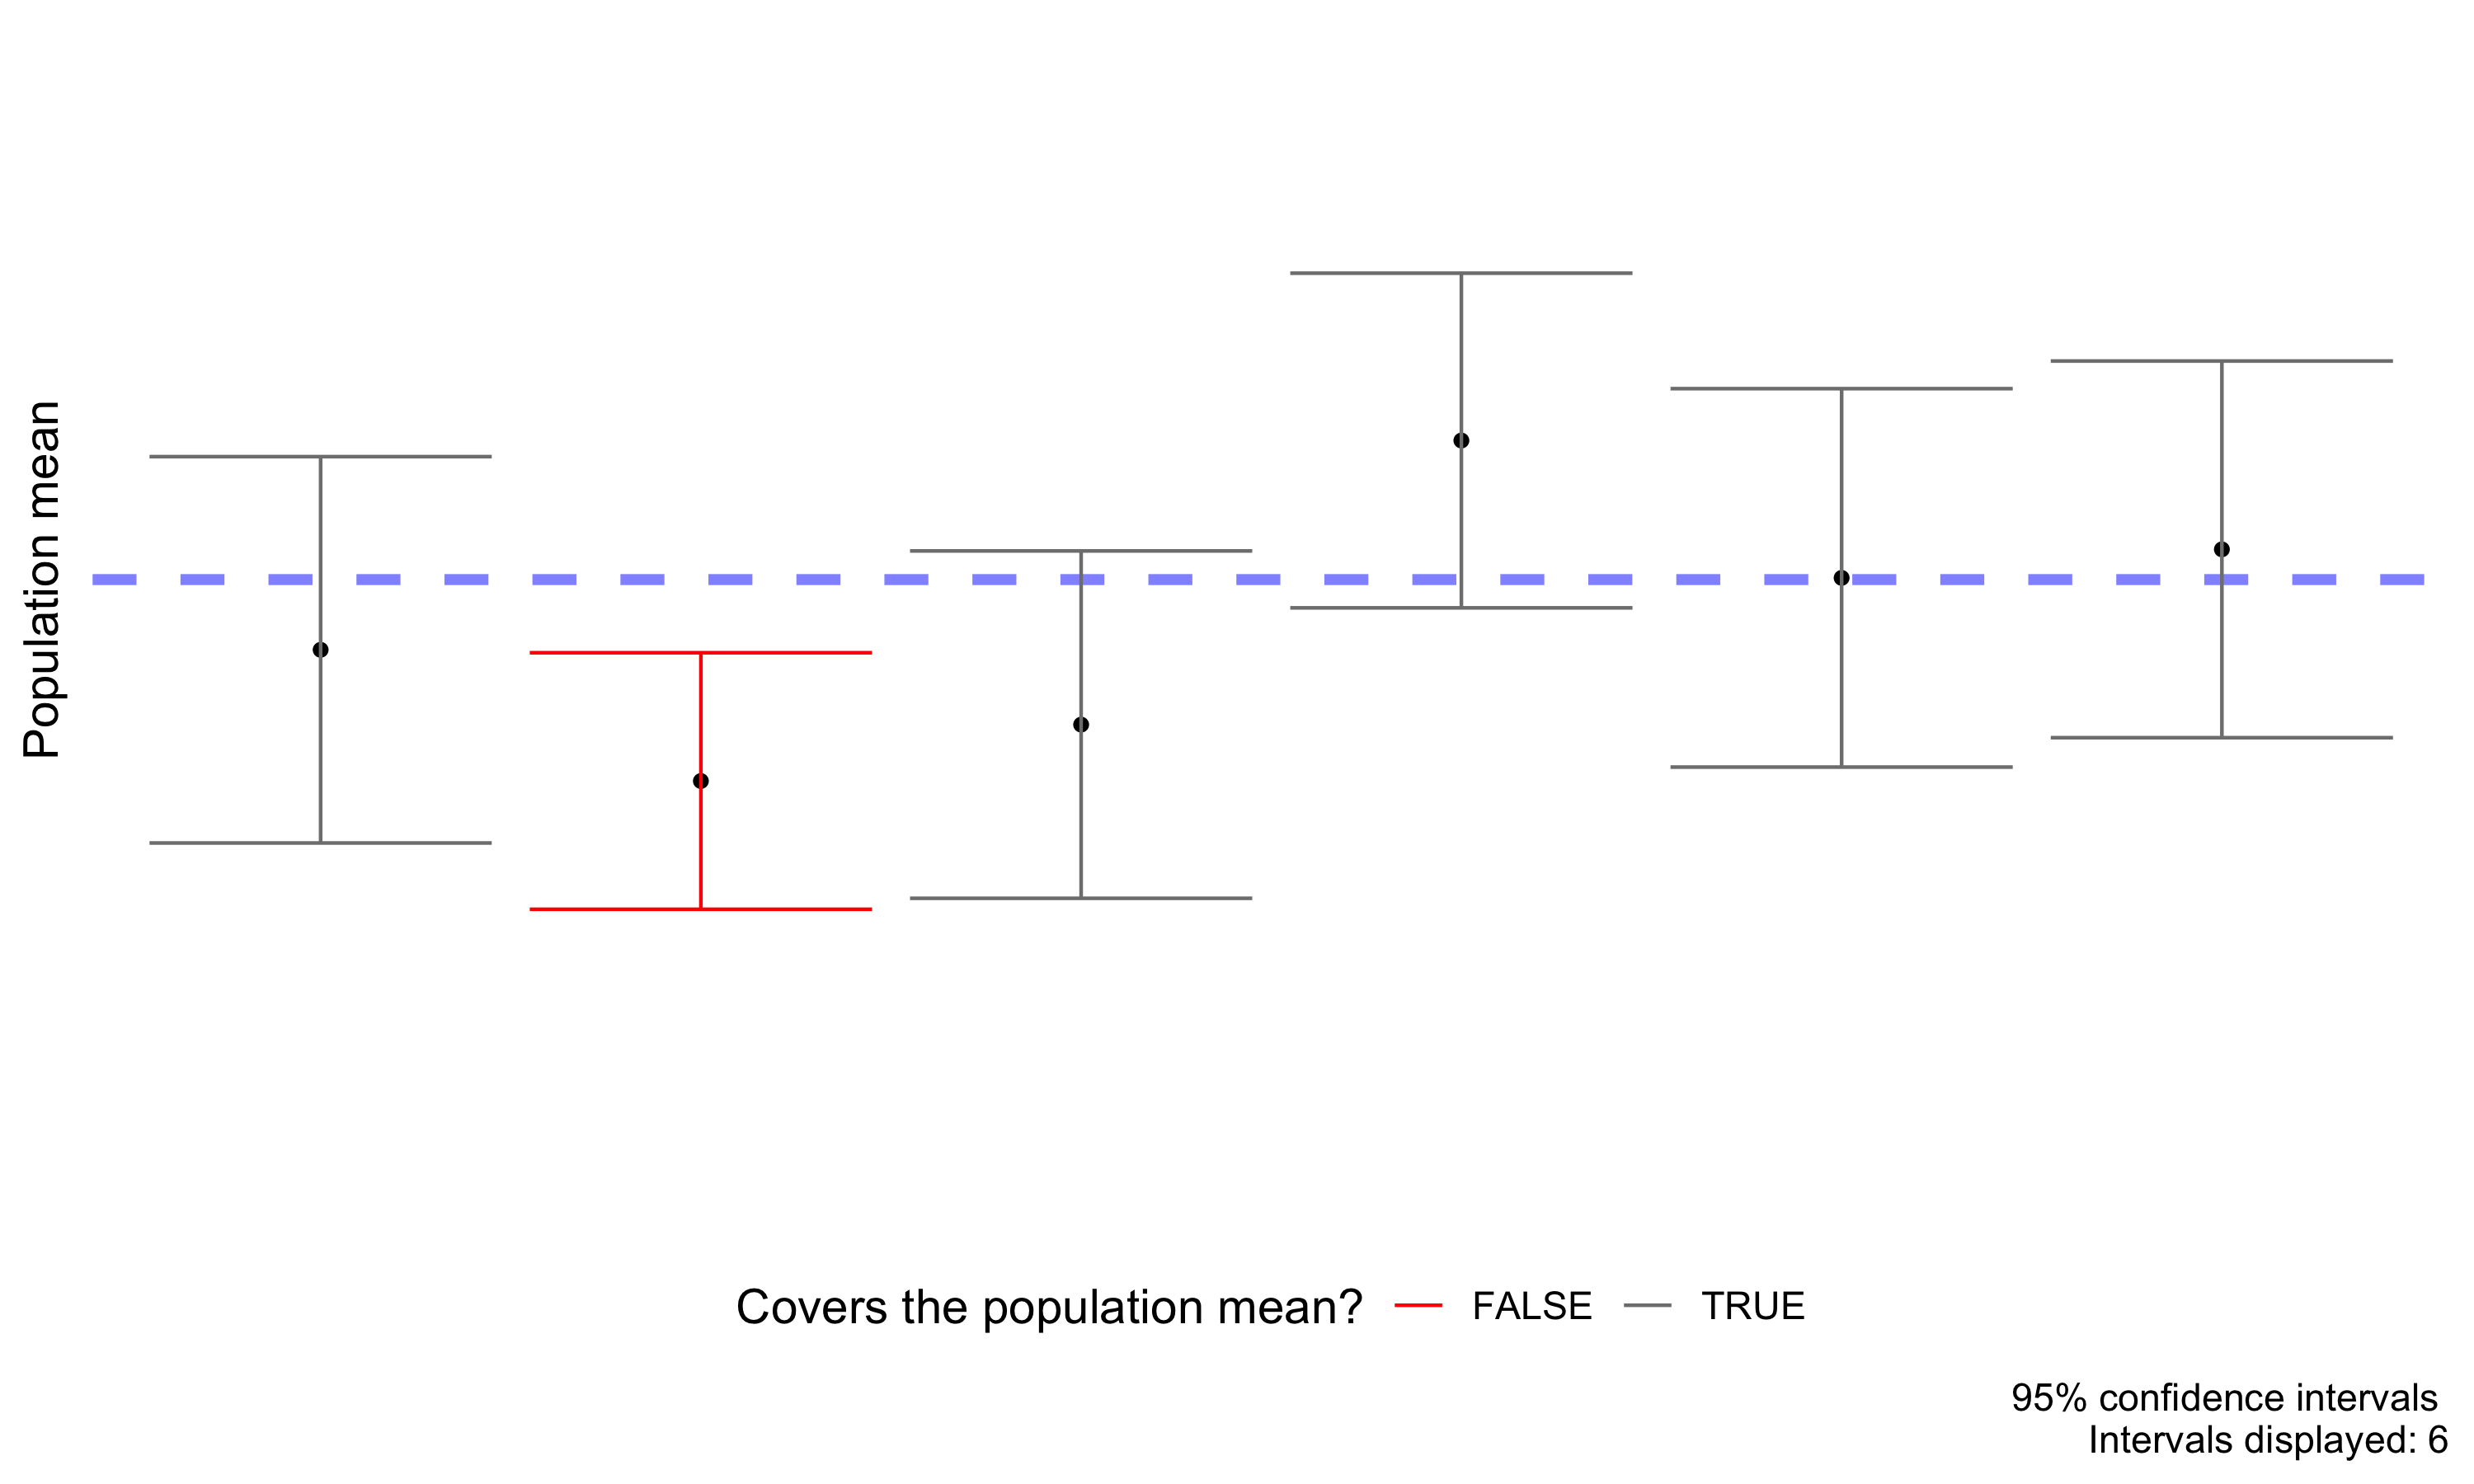 Population mean
Covers the population mean? FALSE TRUE
95% confidence intervals
Intervals displayed: 6